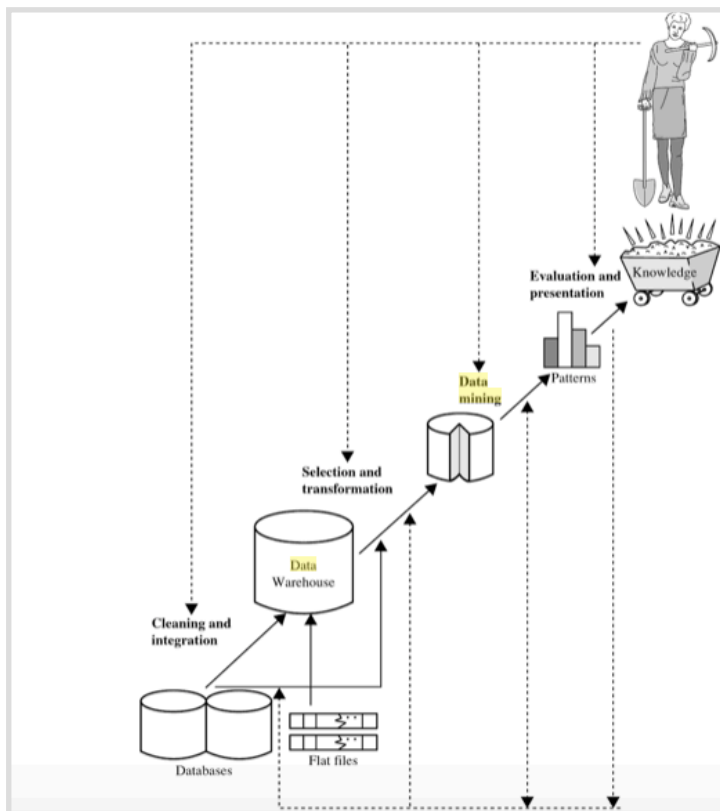 Knowledge
Evaluation and
presentation
Patterns
Data
mining
Selection and
transformation
Data
Warehouse
Cleaning and
integration
Databases
Flat files